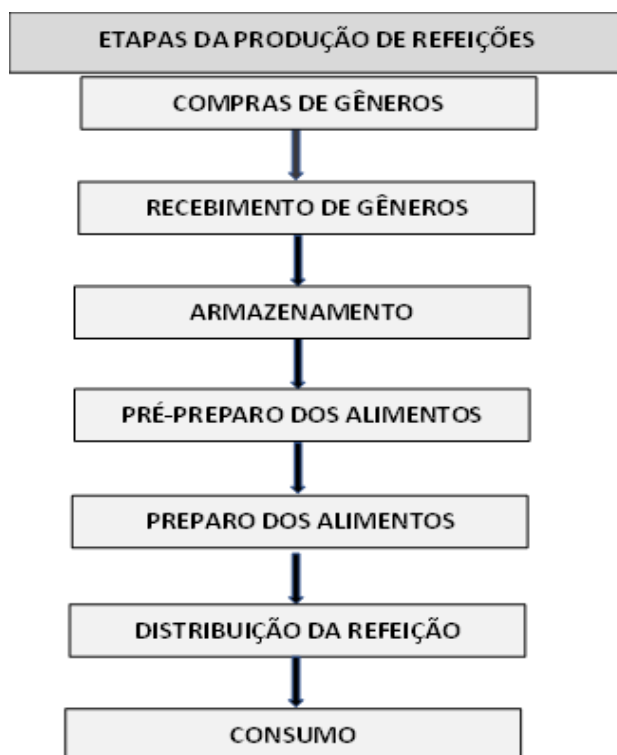 ETAPAS DA PRODUÇÃO DE REFEIÇÕES
COMPRAS DE GÊNEROS
RECEBIMENTO DE GÊNEROS
ARMAZENAMENTO
PRÉ-PREPARO DOS ALIMENTOS
PREPARO DOS ALIMENTOS
DISTRIBUIÇÃO DA REFEIÇÃO
CONSUMO